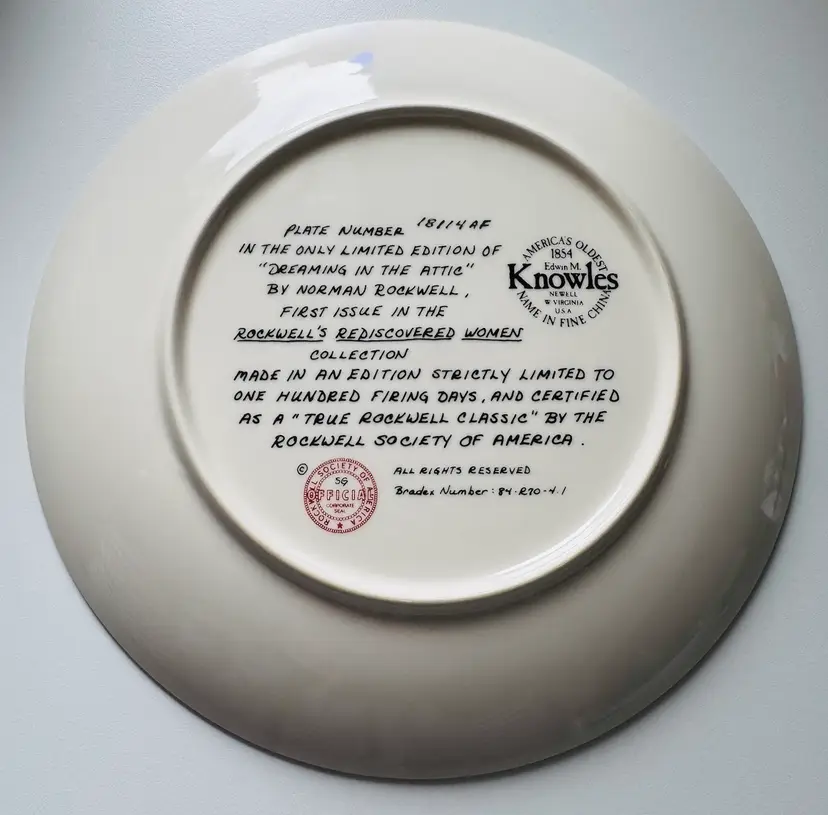 PLATE NUMBER 18114AF
IN THE ONLY LIMITED EDITION OF
"DREAMING IN THE ATTIC"
BY NORMAN ROCKWELL,
FIRST ISSUE IN THE
ROCKWELL'S REDISCOVERED WOMEN
COLLECTION
MADE IN AN EDITION STRICTLY LIMITED TO
ONE HUNDRED FIRING DAYS, AND CERTIFIED
AS A "TRUE ROCKWELL CLASSIC" BY THE
ROCKWELL SOCIETY OF AMERICA.
AMERICA'S OLDEST
1854
Edwin M.
Knowles
NEWELL
W VIRGINIA
U.S.A
NAME IN FINE CHINA
©
ROCKWELL SOCIETY OF AMERICA
SG
OFFICIAL
CORPORATE
SEAL
ALL RIGHTS RESERVED
Bradex Number: 84-R70-4.1